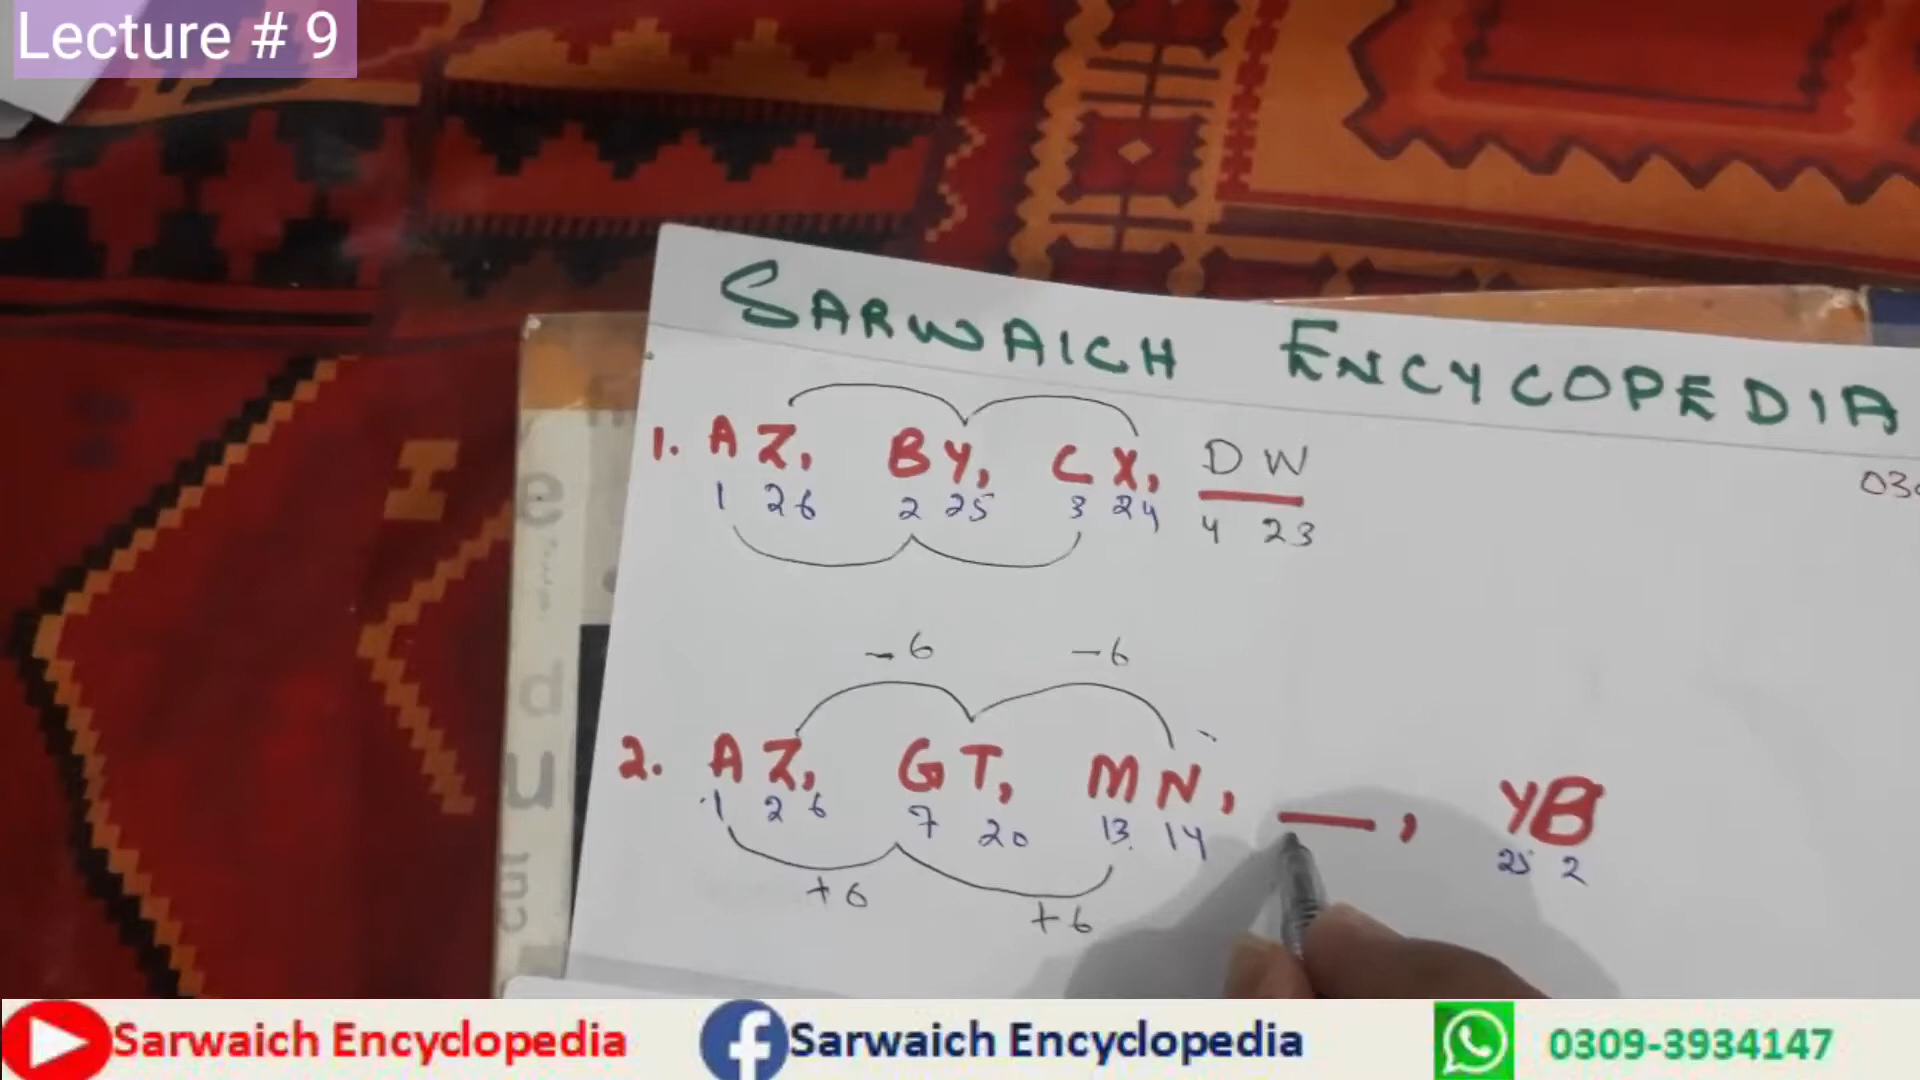 Lecture # 9
SARWAICH ENCYCOPEDIA
1. AZ, BY, CX, DW
1 26 2 25 3 24 4 23
-6 -6
2. AZ, GT, MN, __, YB
1 26 7 20 13 14 25 2
+6 +6
Sarwaich Encyclopedia Sarwaich Encyclopedia 0309-3934147